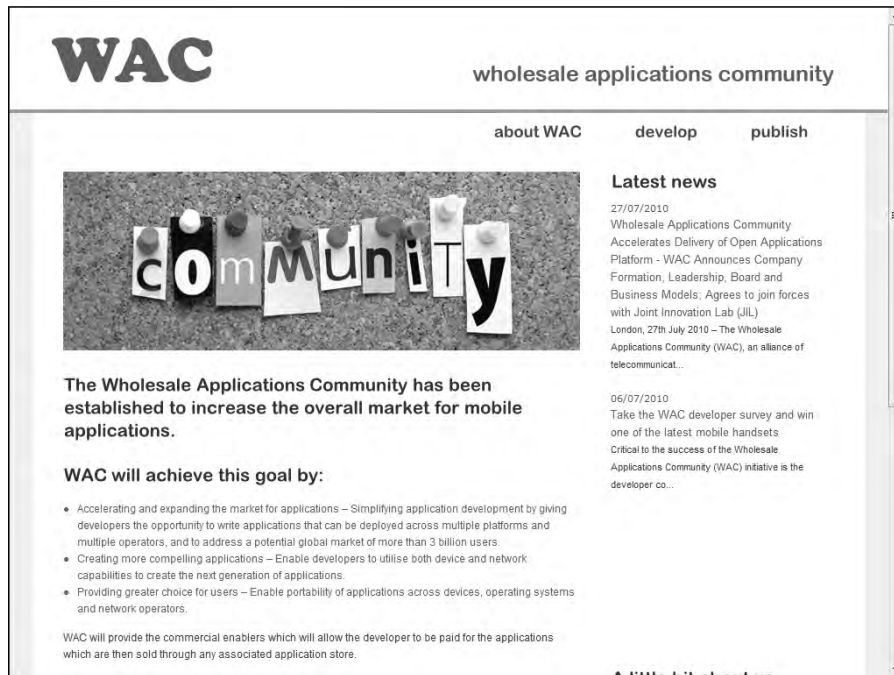 WAC
wholesale applications community
about WAC develop publish
community
The Wholesale Applications Community has been
established to increase the overall market for mobile
applications.
WAC will achieve this goal by:
• Accelerating and expanding the market for applications – Simplifying application development by giving
developers the opportunity to write applications that can be deployed across multiple platforms and
multiple operators, and to address a potential global market of more than 3 billion users.
• Creating more compelling applications – Enable developers to utilise both device and network
capabilities to create the next generation of applications.
• Providing greater choice for users – Enable portability of applications across devices, operating systems
and network operators.
WAC will provide the commercial enablers which will allow the developer to be paid for the applications
which are then sold through any associated application store.
Latest news
27/07/2010
Wholesale Applications Community
Accelerates Delivery of Open Applications
Platform - WAC Announces Company
Formation, Leadership, Board and
Business Models; Agrees to join forces
with Joint Innovation Lab (JIL)
London, 27th July 2010 – The Wholesale
Applications Community (WAC), an alliance of
telecommunicat...
06/07/2010
Take the WAC developer survey and win
one of the latest mobile handsets
Critical to the success of the Wholesale
Applications Community (WAC) initiative is the
developer co...
A little bit about